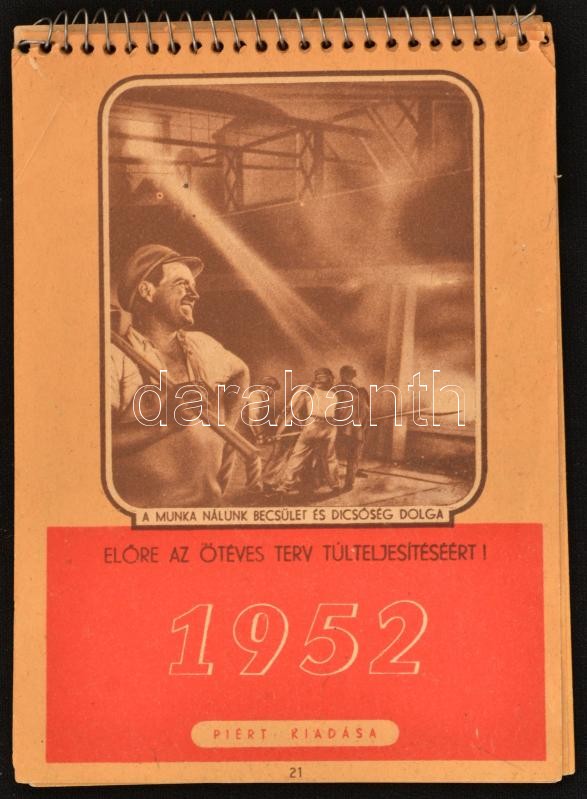 darabanth
A MUNKA NÁLUNK BECSÜLET ÉS DICSŐSÉG DOLGA
ELŐRE AZ ÖTÉVES TERV TÚLTELJESÍTÉSÉÉRT!
1952
PIÉRT KIADÁSA
21